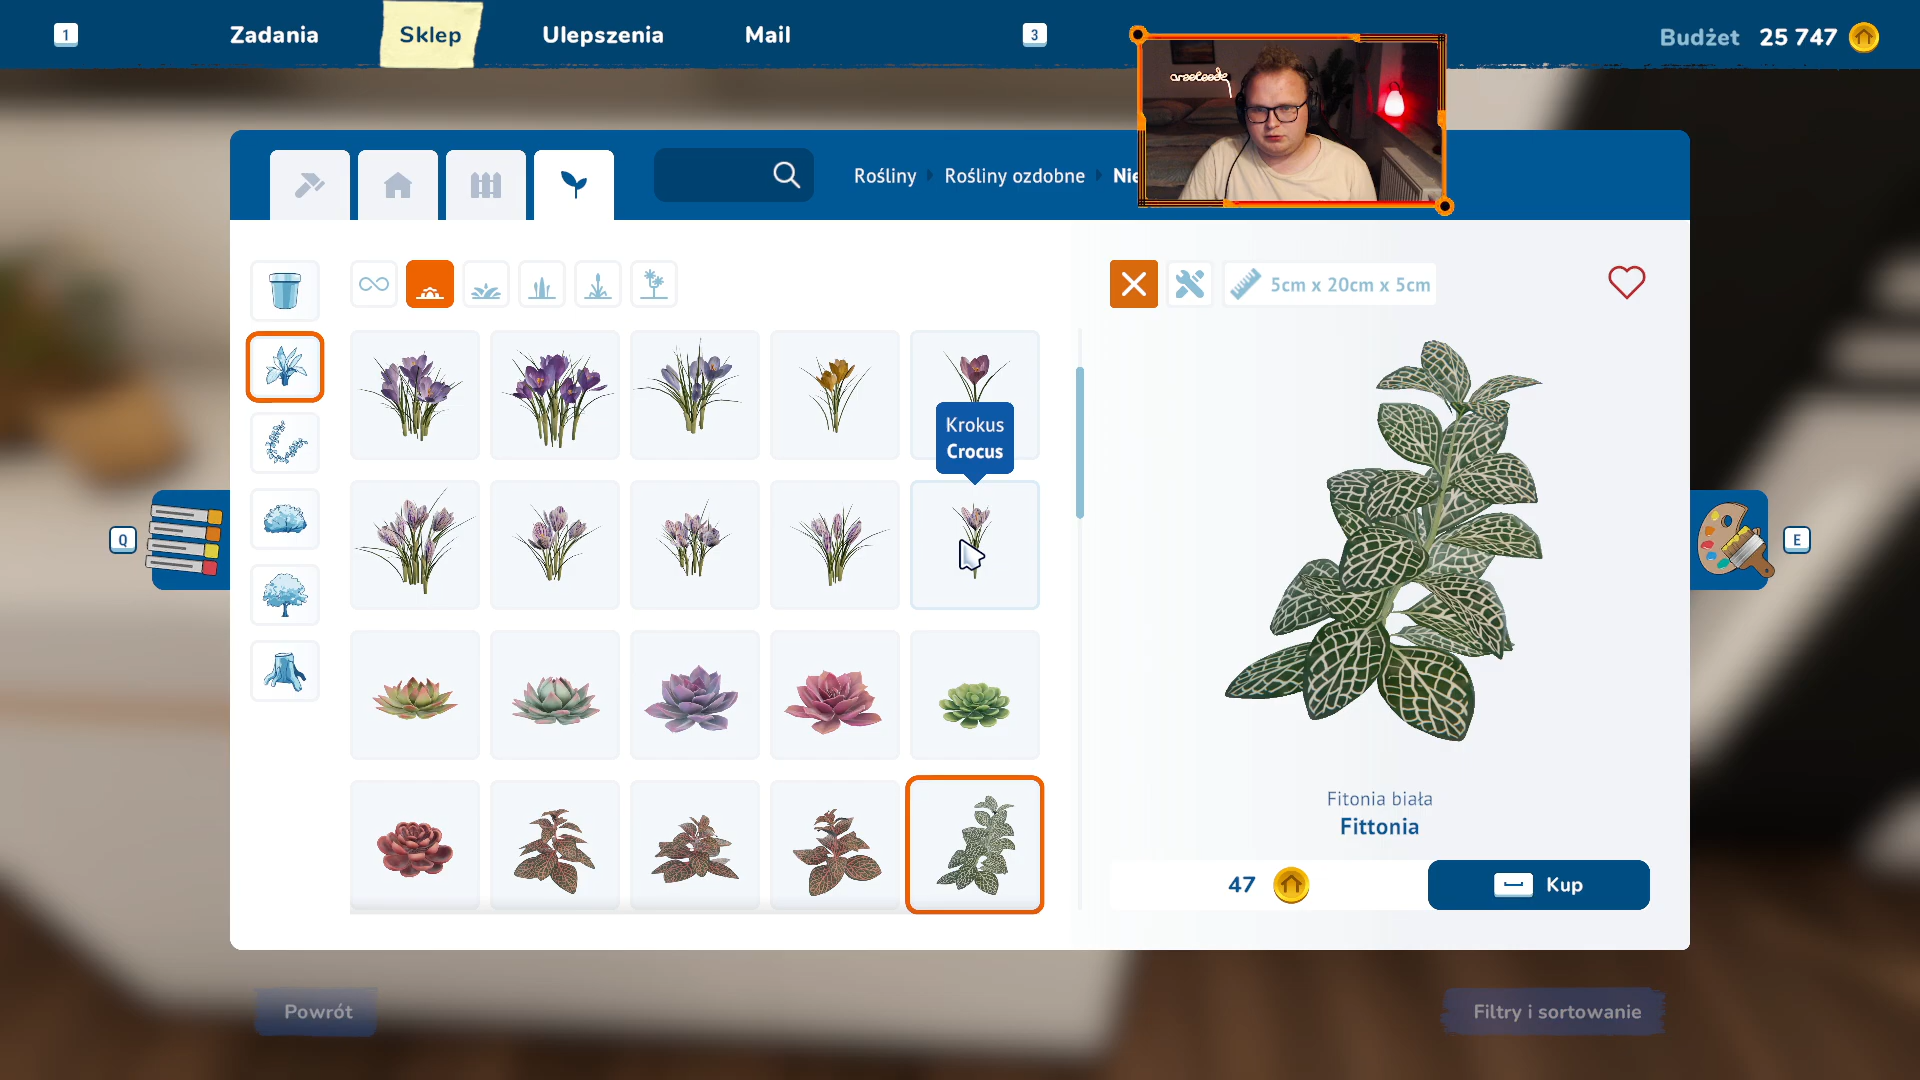 1
Zadania
Sklep
Ulepszenia
Mail
3
Budżet 25 747
Rośliny
Rośliny ozdobne
Nie
5cm x 20cm x 5cm
Krokus
Crocus
Q
E
Fitonia biała
Fittonia
47
Kup
Powrót
Filtry i sortowanie